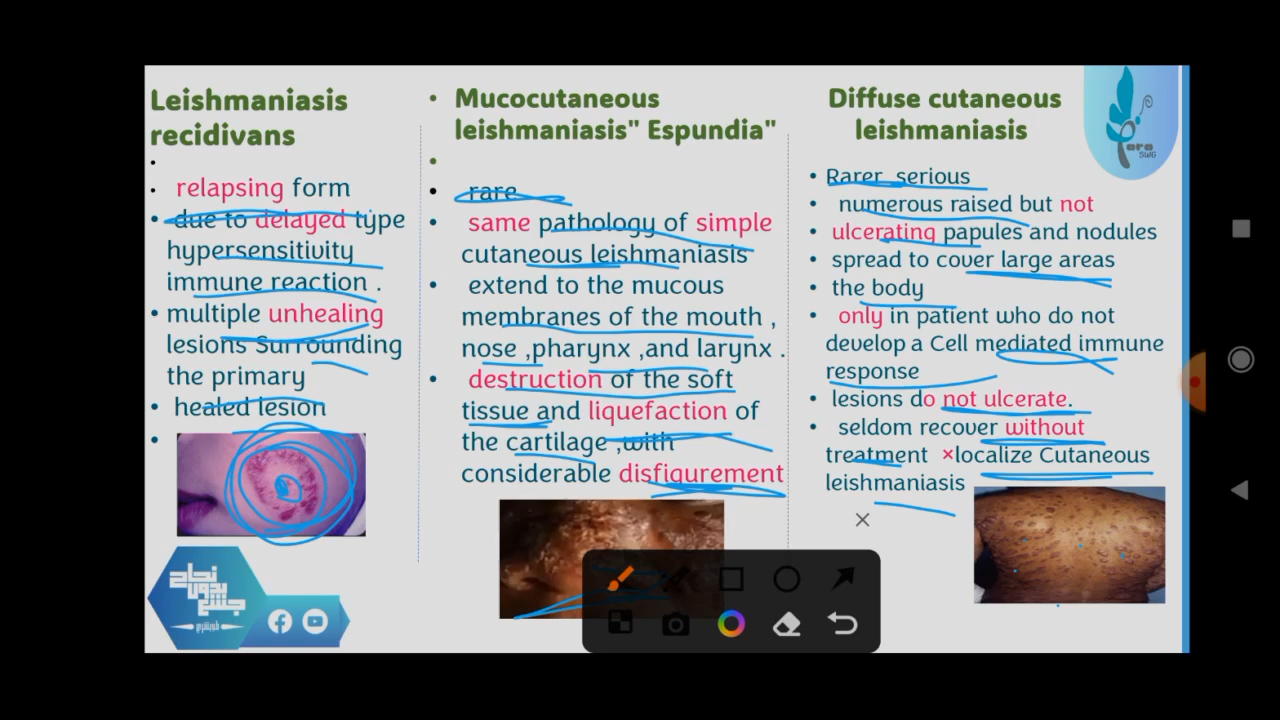 Leishmaniasis
recidivans
• relapsing form
• due to delayed type
hypersensitivity
immune reaction .
• multiple unhealing
lesions Surrounding
the primary
• healed lesion
• Mucocutaneous
leishmaniasis" Espundia"
• rare
• same pathology of simple
cutaneous leishmaniasis
• extend to the mucous
membranes of the mouth ,
nose ,pharynx ,and larynx .
• destruction of the soft
tissue and liquefaction of
the cartilage ,with
considerable disfigurement
Diffuse cutaneous
leishmaniasis
• Rarer serious
• numerous raised but not
• ulcerating papules and nodules
• spread to cover large areas
• the body
• only in patient who do not
develop a Cell mediated immune
response
• lesions do not ulcerate.
• seldom recover without
treatment ×localize Cutaneous
leishmaniasis
Para
SWG
نجاح
بدون
جشع